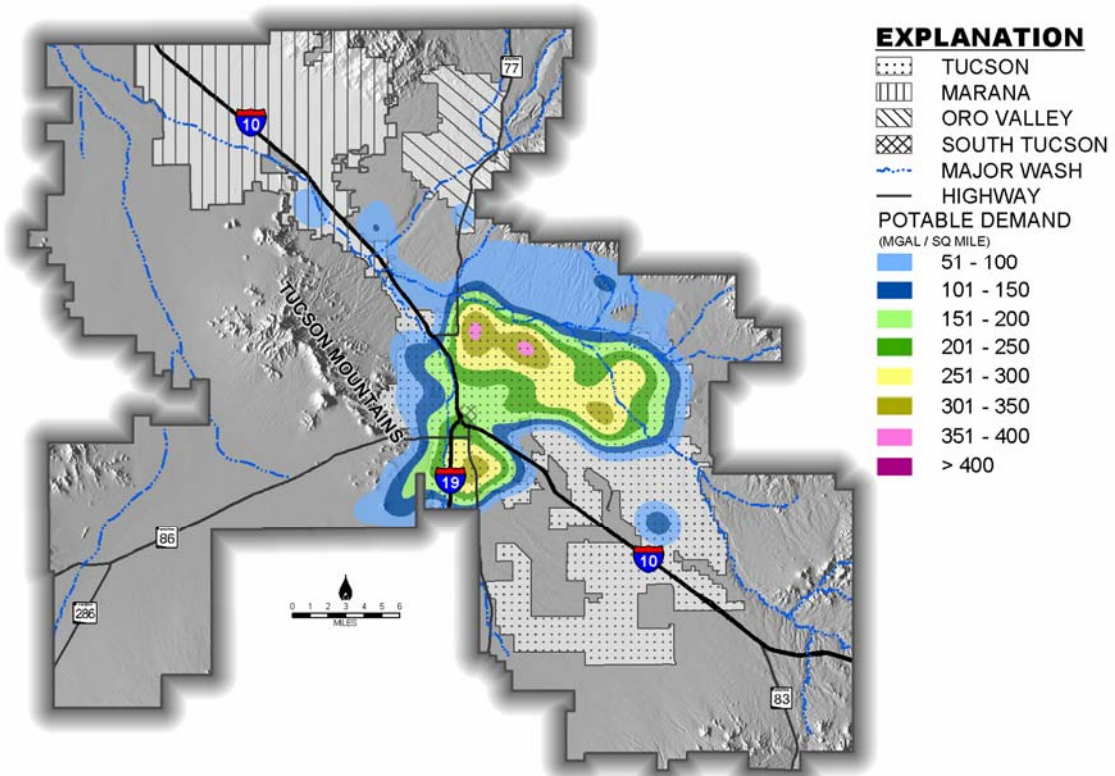 EXPLANATION
TUCSON
MARANA
ORO VALLEY
SOUTH TUCSON
MAJOR WASH
HIGHWAY
POTABLE DEMAND
(MGAL / SQ MILE)
51 - 100
101 - 150
151 - 200
201 - 250
251 - 300
301 - 350
351 - 400
> 400
77
10
TUCSON MOUNTAINS
19
86
10
286
0 1 2 3 4 5 6
MILES
83